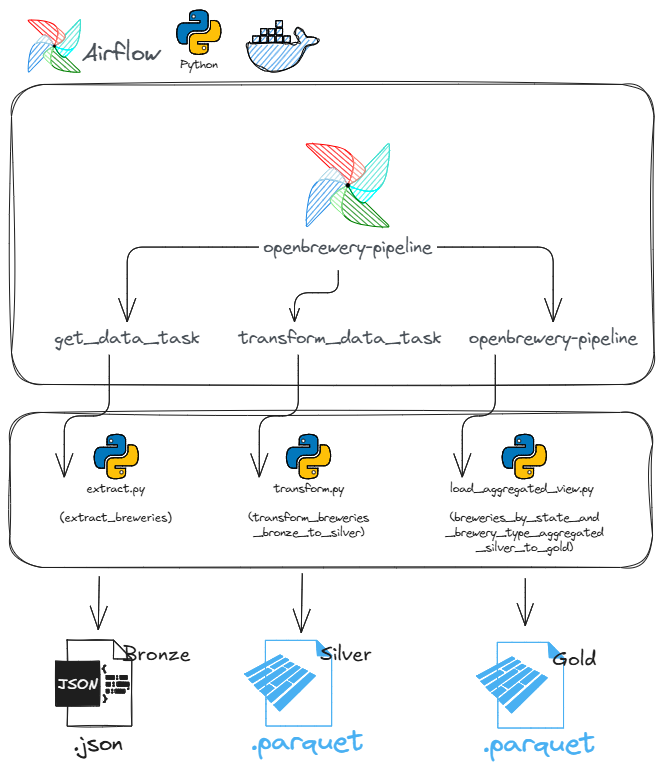 Airflow
Python
openbrewery-pipeline
get_data_task
transform_data_task
openbrewery-pipeline
extract.py
(extract_breweries)
transform.py
(transform_breweries
_bronze_to_silver)
load_aggregated_view.py
(breweries_by_state_and
_brewery_type_aggregated
_silver_to_gold)
Bronze
JSON
.json
Silver
.parquet
Gold
.parquet